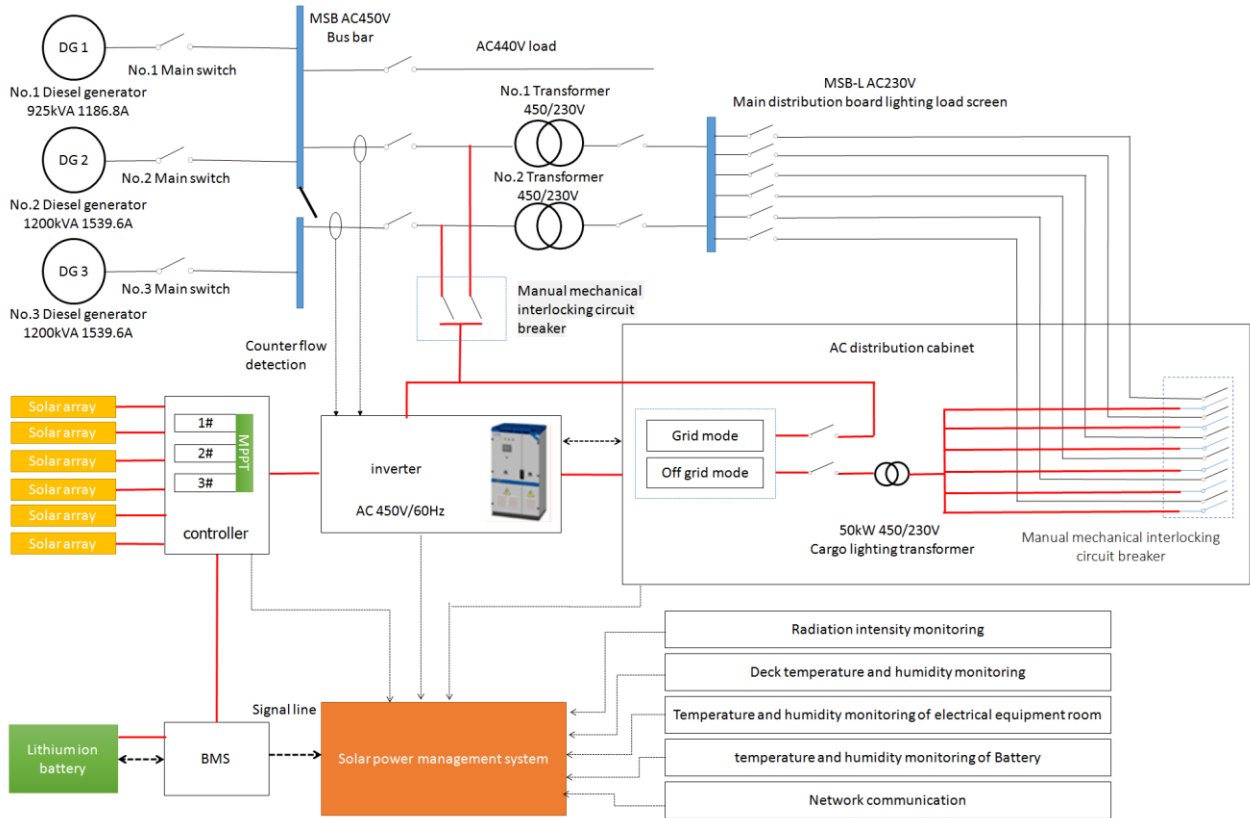 DG 1
No.1 Main switch
No.1 Diesel generator
925kVA 1186.8A
MSB AC450V
Bus bar
AC440V load
DG 2
No.2 Main switch
No.2 Diesel generator
1200kVA 1539.6A
No.1 Transformer
450/230V
No.2 Transformer
450/230V
MSB-L AC230V
Main distribution board lighting load screen
DG 3
No.3 Main switch
No.3 Diesel generator
1200kVA 1539.6A
Manual mechanical
interlocking circuit
breaker
Counter flow
detection
AC distribution cabinet
Solar array
Solar array
Solar array
Solar array
Solar array
Solar array
1#
2#
3#
MPPT
controller
inverter
AC 450V/60Hz
Grid mode
Off grid mode
50kW 450/230V
Cargo lighting transformer
Manual mechanical interlocking
circuit breaker
Radiation intensity monitoring
Deck temperature and humidity monitoring
Temperature and humidity monitoring of electrical equipment room
temperature and humidity monitoring of Battery
Network communication
Signal line
Lithium ion
battery
BMS
Solar power management system